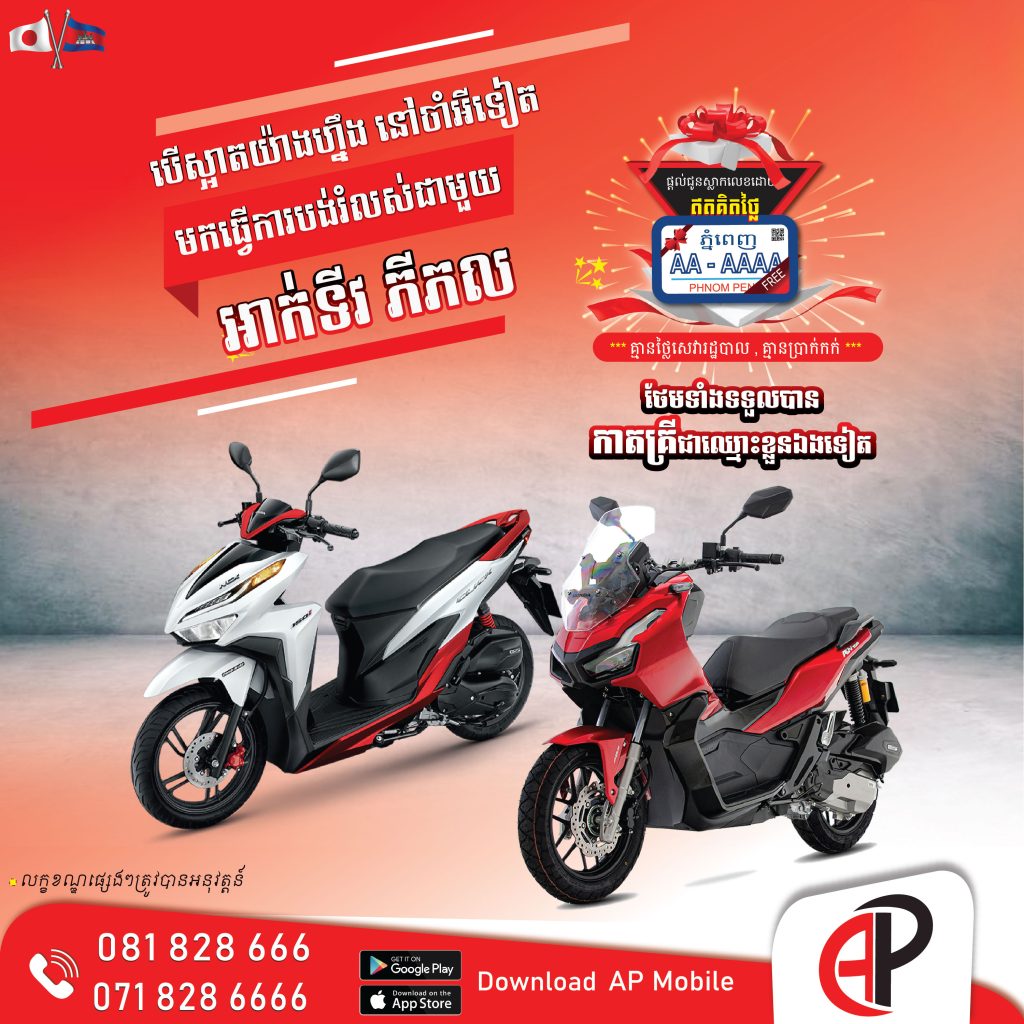 បើស្អាតយ៉ាងហ្នឹង នៅចាំអីទៀត
មកធ្វើការបង់រំលស់ជាមួយ
អាក់ទីវ ភីភល
ផ្តល់ជូនស្លាកលេខដោយ
ឥតគិតថ្លៃ
ភ្នំពេញ
AA - AAAA
PHNOM PEN
FREE
*** គ្មានថ្លៃសេវារដ្ឋបាល , គ្មានប្រាក់កក់ ***
ថែមទាំងទទួលបាន
កាតគ្រីជាឈ្មោះខ្លួនឯងទៀត
CLICK
150i
លក្ខខណ្ឌផ្សេងៗត្រូវបានអនុវត្តន៍
081 828 666
071 828 6666
GET IT ON
Google Play
Download on the
App Store
Download AP Mobile
AP